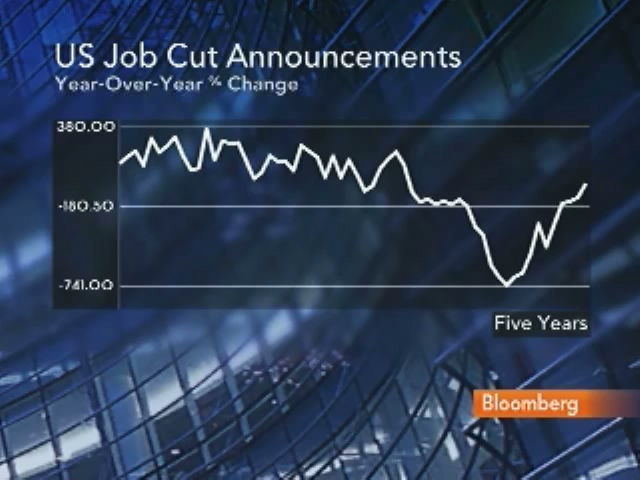 US Job Cut Announcements
Year-Over-Year % Change
380.00
-180.50
-741.00
Five Years
Bloomberg